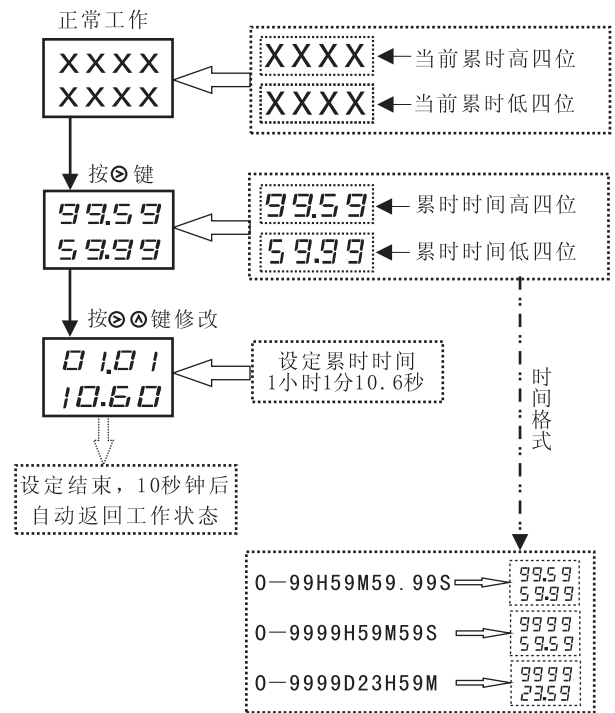 正常工作
XXXX
XXXX
XXXX
当前累时高四位
XXXX
当前累时低四位
按键
99.59
59.99
99.59
累时时间高四位
59.99
累时时间低四位
按键修改
01.01
10.60
设定累时时间
1小时1分10.6秒
时间格式
设定结束，10秒钟后
自动返回工作状态
0—99H59M59.99S
99.59
59.99
0—9999H59M59S
9999
59.59
0—9999D23H59M
9999
23.59